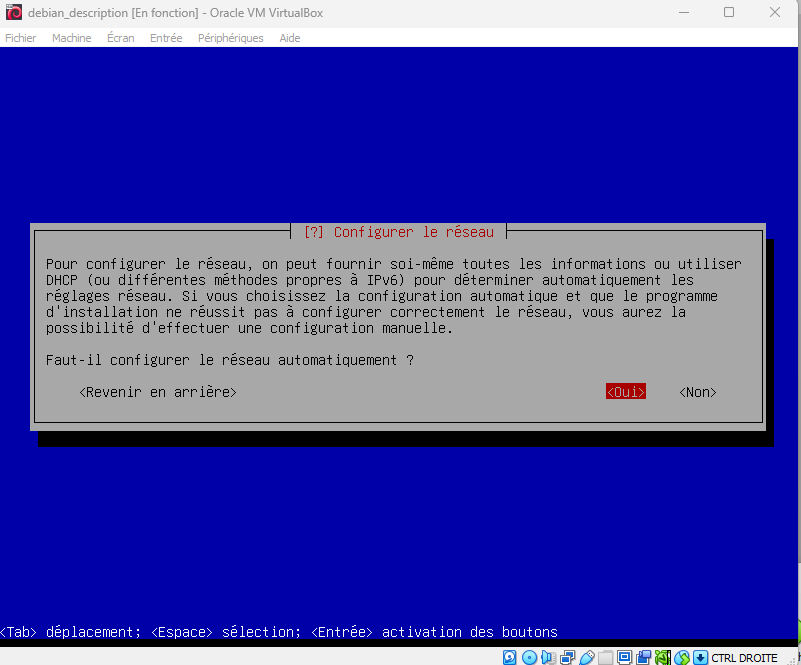 debian_description [En fonction] - Oracle VM VirtualBox
Fichier Machine Écran Entrée Périphériques Aide
[?] Configurer le réseau
Pour configurer le réseau, on peut fournir soi-même toutes les informations ou utiliser
DHCP (ou différentes méthodes propres à IPv6) pour déterminer automatiquement les
réglages réseau. Si vous choisissez la configuration automatique et que le programme
d'installation ne réussit pas à configurer correctement le réseau, vous aurez la
possibilité d'effectuer une configuration manuelle.
Faut-il configurer le réseau automatiquement ?
<Revenir en arrière> <Oui> <Non>
<Tab> déplacement; <Espace> sélection; <Entrée> activation des boutons
CTRL DROITE